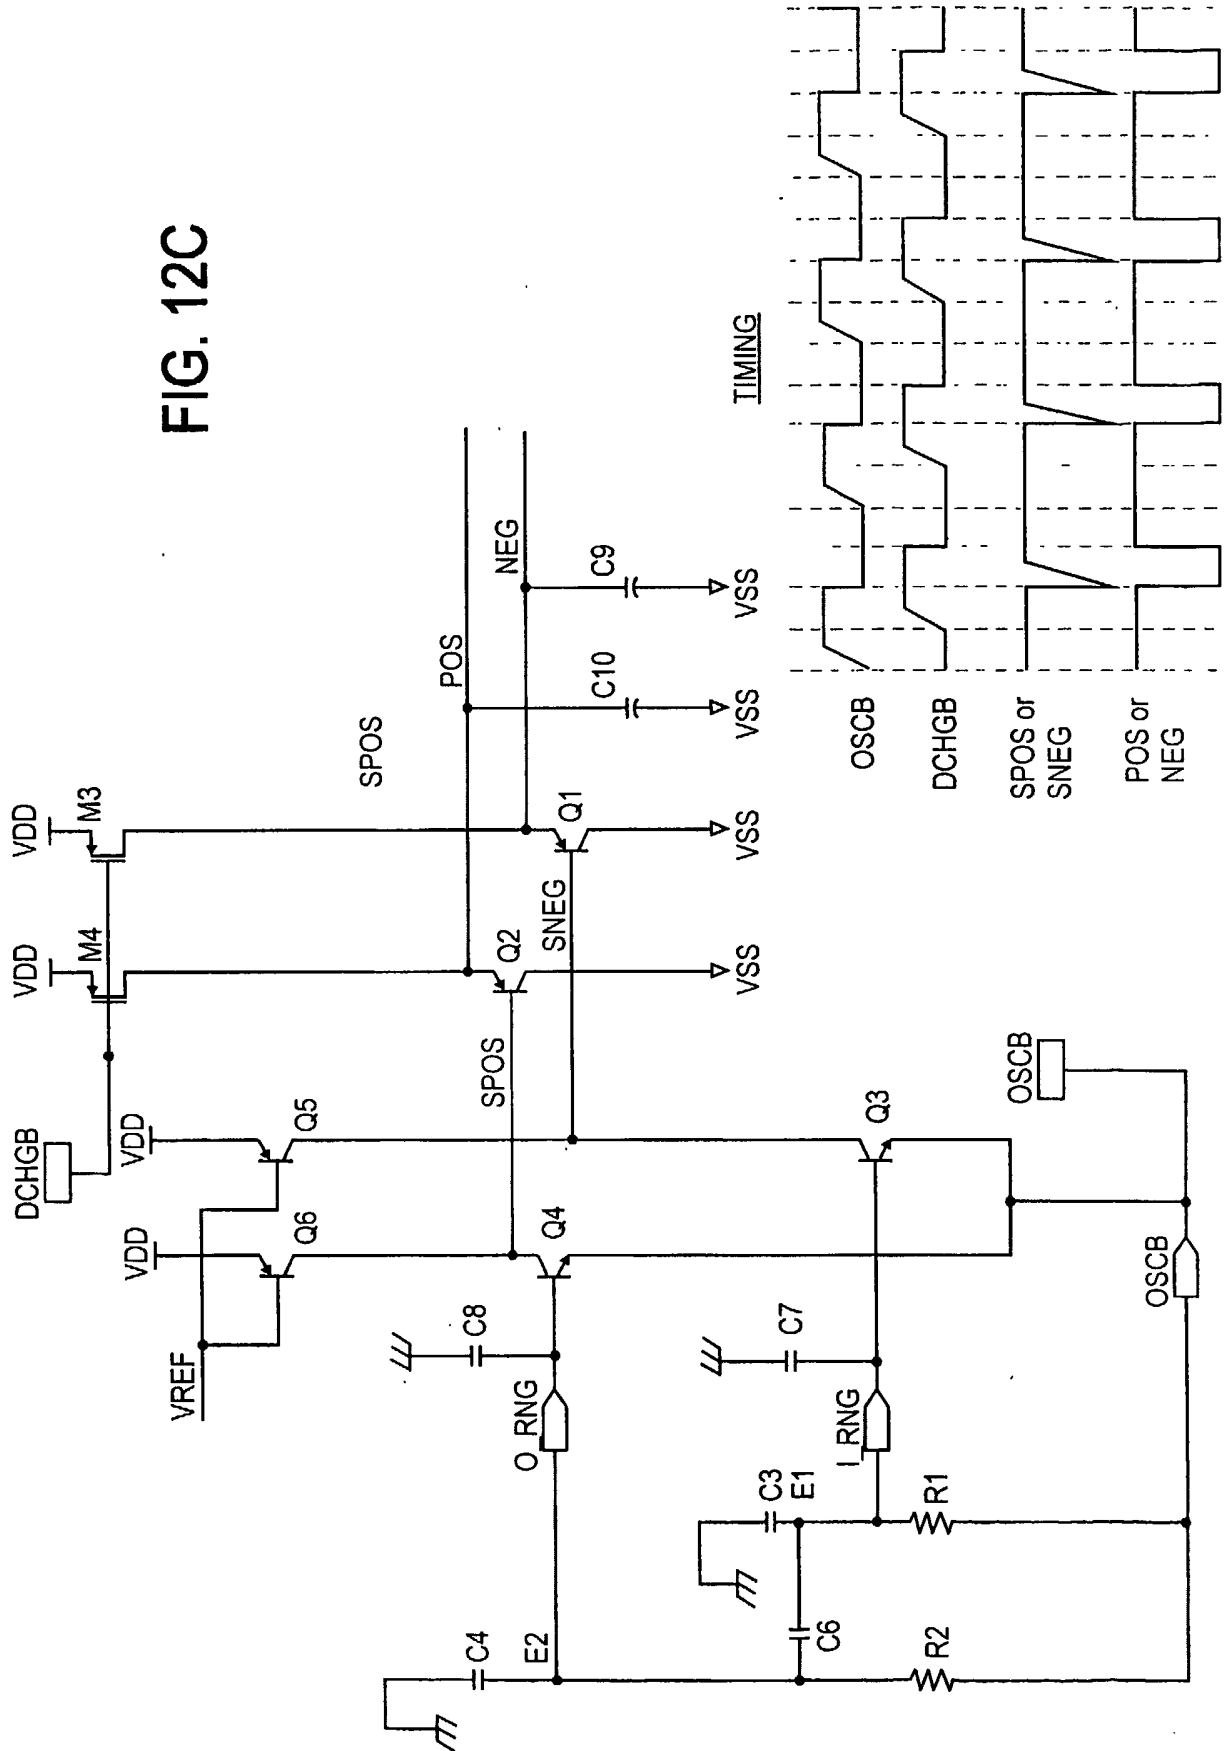 FIG. 12C
DCHGB
VDD
M4
VDD
M3
VDD
VDD
VREF
Q6
Q5
SPOS
POS
NEG
SPOS
Q2
SNEG
Q1
C10
C9
VSS
VSS
VSS
VSS
C8
O_RNG
Q4
C7
I_RNG
Q3
C4
E2
C3
E1
C6
R2
R1
OSCB
OSCB
TIMING
OSCB
DCHGB
SPOS or
SNEG
POS or
NEG